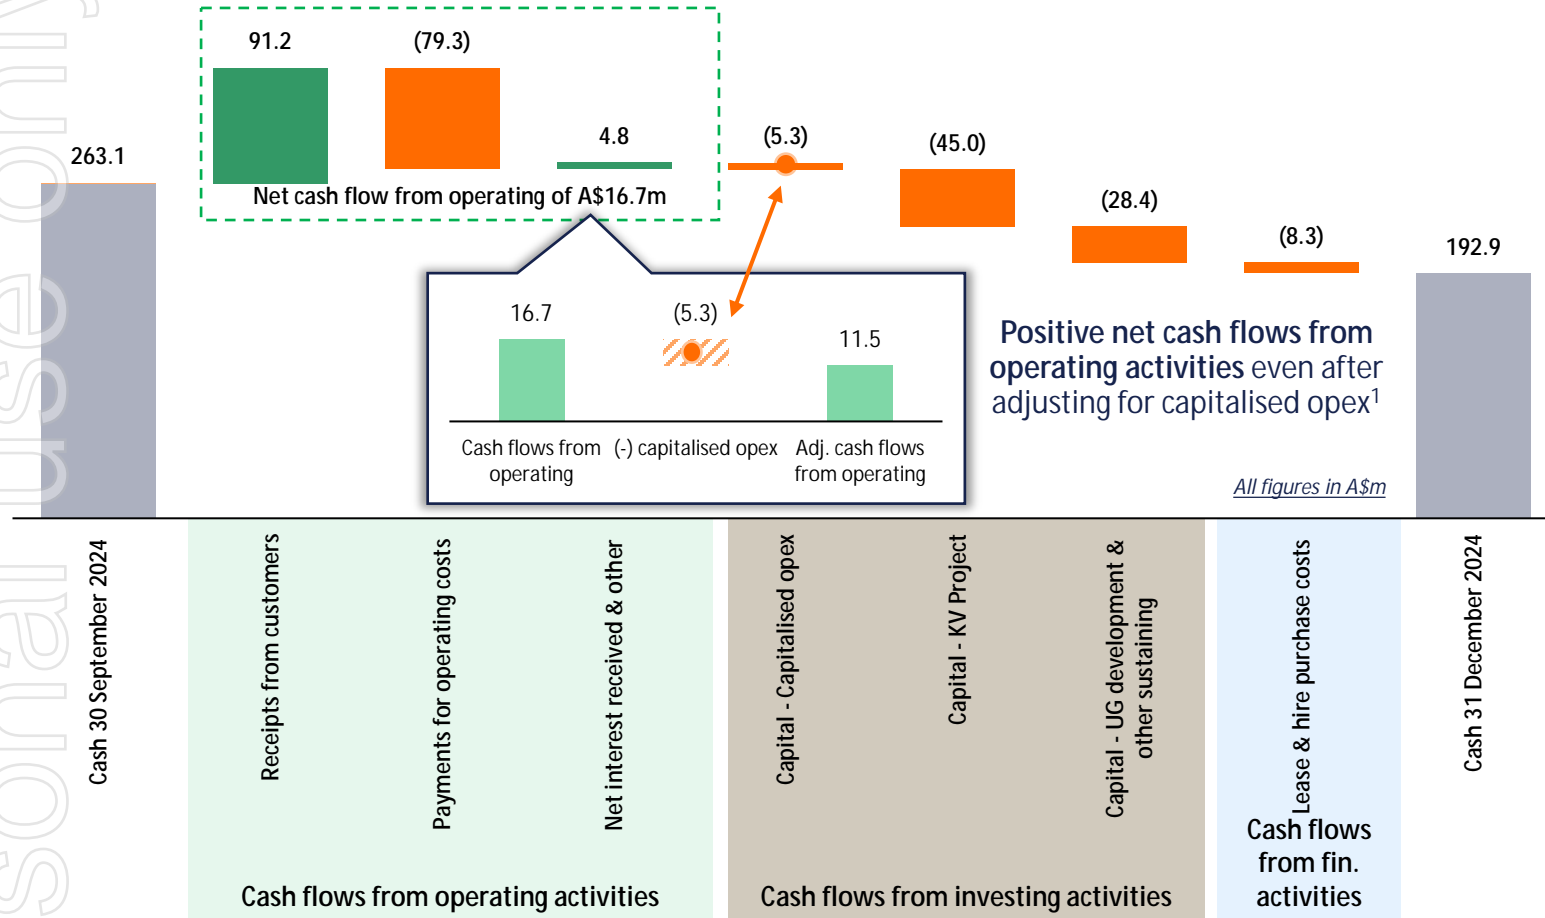 263.1
91.2
(79.3)
4.8
Net cash flow from operating of A$16.7m
(5.3)
(45.0)
(28.4)
(8.3)
192.9
16.7
(5.3)
11.5
Cash flows from
operating
(-) capitalised opex
Adj. cash flows
from operating
Positive net cash flows from
operating activities even after
adjusting for capitalised opex1
All figures in A$m
Cash 30 September 2024
Receipts from customers
Payments for operating costs
Net interest received & other
Capital - Capitalised opex
Capital - KV Project
Capital - UG development &
other sustaining
Lease & hire purchase costs
Cash 31 December 2024
Cash flows from operating activities
Cash flows from investing activities
Cash flows
from fin.
activities
sonal use only